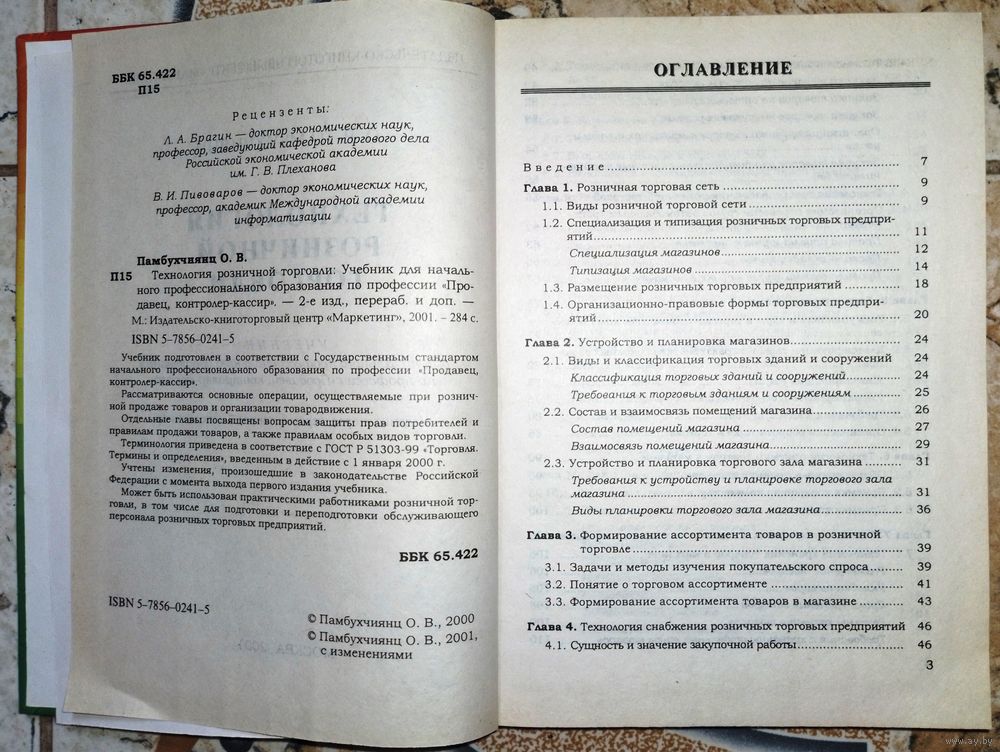 ББК 65.422
П15
Рецензенты:
Л. А. Брагин — доктор экономических наук,
профессор, заведующий кафедрой торгового дела
Российской экономической академии
им. Г. В. Плеханова
В. И. Пивоваров — доктор экономических наук,
профессор, академик Международной академии
информатизации
Памбухчиянц О. В.
П15 Технология розничной торговли: Учебник для началь-
ного профессионального образования по профессии «Про-
давец, контролер-кассир». — 2-е изд., перераб. и доп. —
М.: Издательско-книготорговый центр «Маркетинг», 2001. – 284 с.
ISBN 5-7856-0241-5
Учебник подготовлен в соответствии с Государственным стандартом
начального профессионального образования по профессии «Продавец,
контролер-кассир».
Рассматриваются основные операции, осуществляемые при рознич-
ной продаже товаров и организации товародвижения.
Отдельные главы посвящены вопросам защиты прав потребителей и
правилам продажи товаров, а также правилам особых видов торговли.
Терминология приведена в соответствии с ГОСТ Р 51303-99 «Торговля.
Термины и определения», введенным в действие с 1 января 2000 г.
Учтены изменения, произошедшие в законодательстве Российской
Федерации с момента выхода первого издания учебника.
Может быть использован практическими работниками розничной тор-
говли, в том числе для подготовки и переподготовки обслуживающего
персонала розничных торговых предприятий.
ББК 65.422
ISBN 5-7856-0241-5
© Памбухчиянц О. В., 2000
© Памбухчиянц О. В., 2001,
с изменениями
ОГЛАВЛЕНИЕ
Введение 7
Глава 1. Розничная торговая сеть 9
1.1. Виды розничной торговой сети 9
1.2. Специализация и типизация розничных торговых предпри-
ятий 11
Специализация магазинов 12
Типизация магазинов 14
1.3. Размещение розничных торговых предприятий 18
1.4. Организационно-правовые формы торговых предпри-
ятий 20
Глава 2. Устройство и планировка магазинов 24
2.1. Виды и классификация торговых зданий и сооружений 24
Классификация торговых зданий и сооружений 24
Требования к торговым зданиям и сооружениям 25
2.2. Состав и взаимосвязь помещений магазина 26
Состав помещений магазина 27
Взаимосвязь помещений магазина 29
2.3. Устройство и планировка торгового зала магазина 31
Требования к устройству и планировке торгового зала
магазина 31
Виды планировки торгового зала магазина 36
Глава 3. Формирование ассортимента товаров в розничной
торговле 39
3.1. Задачи и методы изучения покупательского спроса 39
3.2. Понятие о торговом ассортименте 41
3.3. Формирование ассортимента товаров в магазине 43
Глава 4. Технология снабжения розничных торговых предприятий 46
4.1. Сущность и значение закупочной работы 46
3
www.ay.by